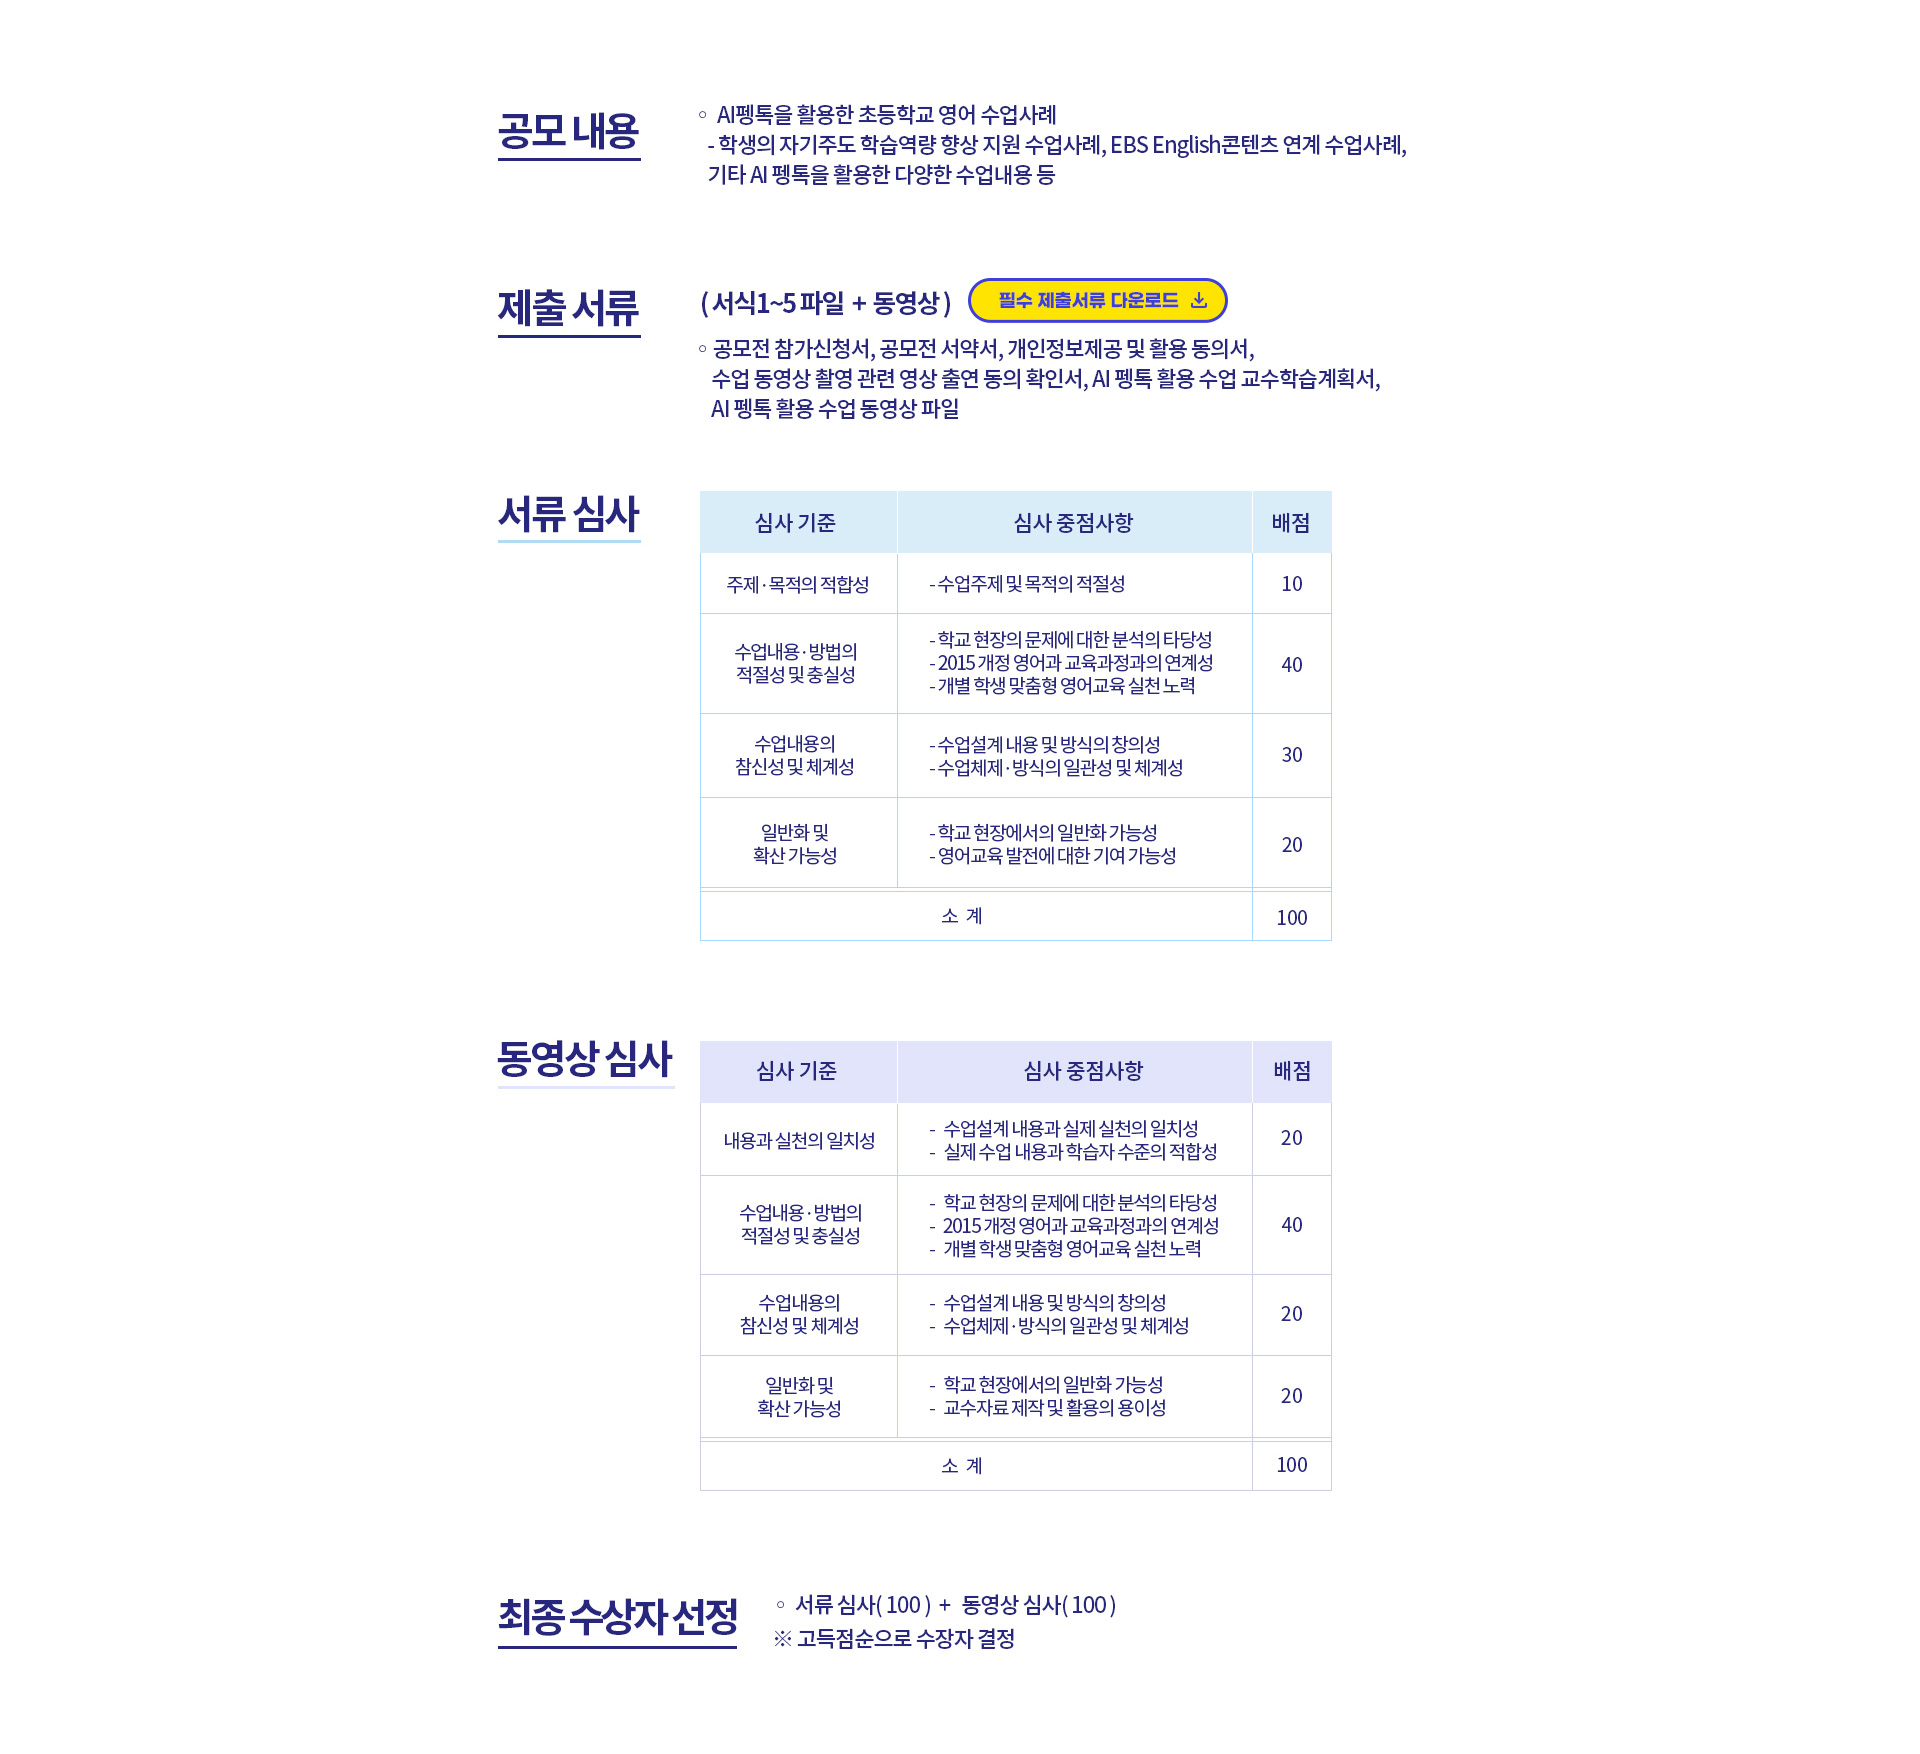 공모 내용
◦ AI펭톡을 활용한 초등학교 영어 수업사례
- 학생의 자기주도 학습역량 향상 지원 수업사례, EBS English콘텐츠 연계 수업사례,
기타 AI 펭톡을 활용한 다양한 수업내용 등
제출 서류
( 서식1~5 파일 + 동영상 )
필수 제출서류 다운로드
◦ 공모전 참가신청서, 공모전 서약서, 개인정보제공 및 활용 동의서,
수업 동영상 촬영 관련 영상 출연 동의 확인서, AI 펭톡 활용 수업 교수학습계획서,
AI 펭톡 활용 수업 동영상 파일
서류 심사
심사 기준
심사 중점사항
배점
주제·목적의 적합성
- 수업주제 및 목적의 적절성
10
수업내용·방법의
적절성 및 충실성
- 학교 현장의 문제에 대한 분석의 타당성
- 2015 개정 영어과 교육과정과의 연계성
- 개별 학생 맞춤형 영어교육 실천 노력
40
수업내용의
참신성 및 체계성
- 수업설계 내용 및 방식의 창의성
- 수업체제·방식의 일관성 및 체계성
30
일반화 및
확산 가능성
- 학교 현장에서의 일반화 가능성
- 영어교육 발전에 대한 기여 가능성
20
소 계
100
동영상 심사
심사 기준
심사 중점사항
배점
내용과 실천의 일치성
- 수업설계 내용과 실제 실천의 일치성
- 실제 수업 내용과 학습자 수준의 적합성
20
수업내용·방법의
적절성 및 충실성
- 학교 현장의 문제에 대한 분석의 타당성
- 2015 개정 영어과 교육과정과의 연계성
- 개별 학생 맞춤형 영어교육 실천 노력
40
수업내용의
참신성 및 체계성
- 수업설계 내용 및 방식의 창의성
- 수업체제·방식의 일관성 및 체계성
20
일반화 및
확산 가능성
- 학교 현장에서의 일반화 가능성
- 교수자료 제작 및 활용의 용이성
20
소 계
100
최종 수상자 선정
◦ 서류 심사( 100 ) + 동영상 심사( 100 )
※ 고득점순으로 수장자 결정